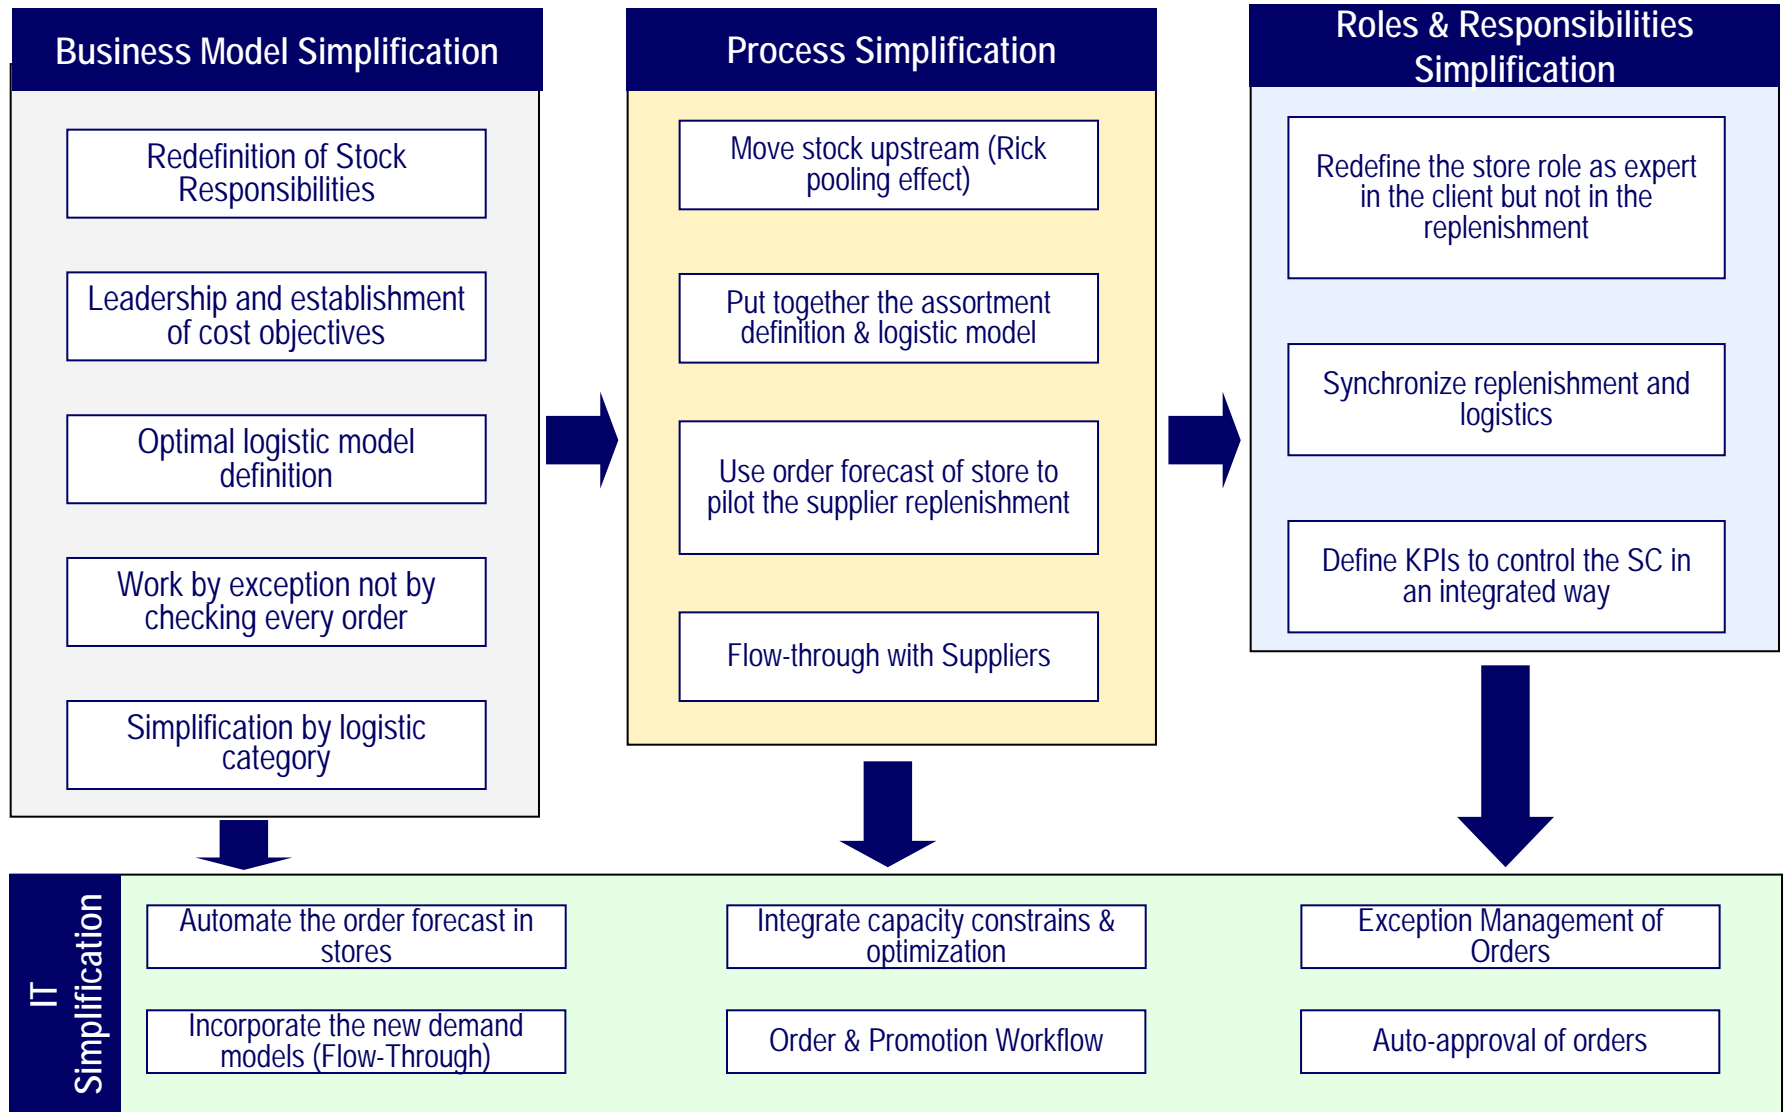 Business Model Simplification
Redefinition of Stock
Responsibilities
Leadership and establishment
of cost objectives
Optimal logistic model
definition
Work by exception not by
checking every order
Simplification by logistic
category
Process Simplification
Move stock upstream (Rick
pooling effect)
Put together the assortment
definition & logistic model
Use order forecast of store to
pilot the supplier replenishment
Flow-through with Suppliers
Roles & Responsibilities
Simplification
Redefine the store role as expert
in the client but not in the
replenishment
Synchronize replenishment and
logistics
Define KPIs to control the SC in
an integrated way
IT
Simplification
Automate the order forecast in
stores
Incorporate the new demand
models (Flow-Through)
Integrate capacity constrains &
optimization
Order & Promotion Workflow
Exception Management of
Orders
Auto-approval of orders